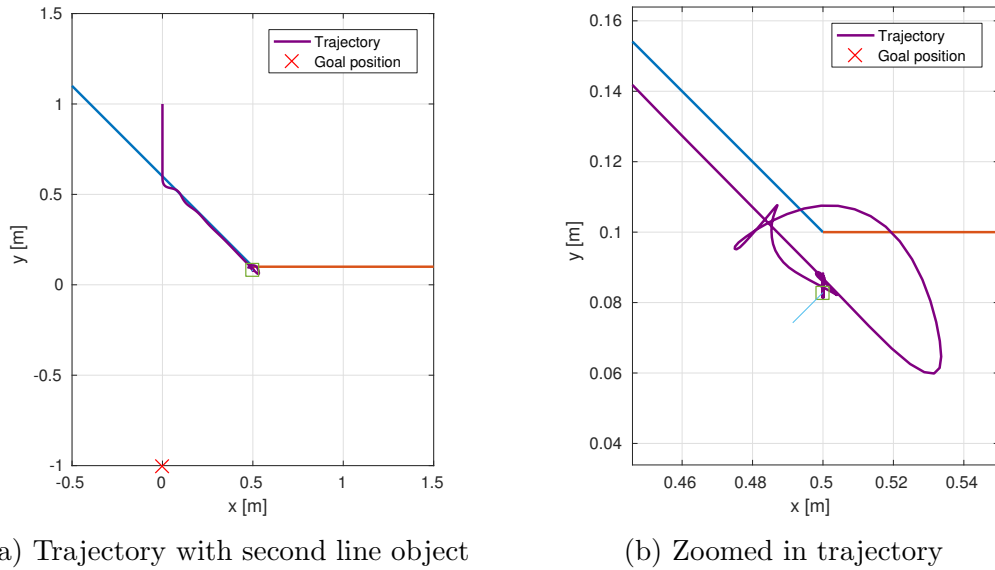 1.5
1
0.5
0
-0.5
-1
y [m]
-0.5 0 0.5 1 1.5
x [m]
Trajectory
Goal position
0.16
0.14
0.12
0.1
0.08
0.06
0.04
y [m]
0.46 0.48 0.5 0.52 0.54
x [m]
Trajectory
Goal position
a) Trajectory with second line object
(b) Zoomed in trajectory